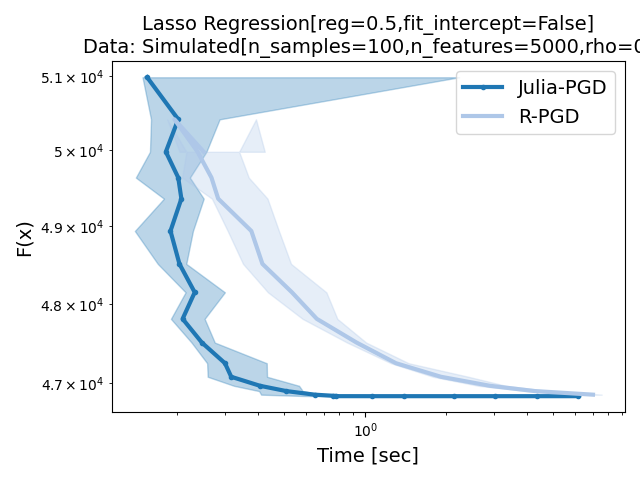 Lasso Regression[reg=0.5,fit_intercept=False]
Data: Simulated[n_samples=100,n_features=5000,rho=0
Julia-PGD
R-PGD
5.1 × 10⁴
5 × 10⁴
4.9 × 10⁴
4.8 × 10⁴
4.7 × 10⁴
F(x)
10⁰
Time [sec]